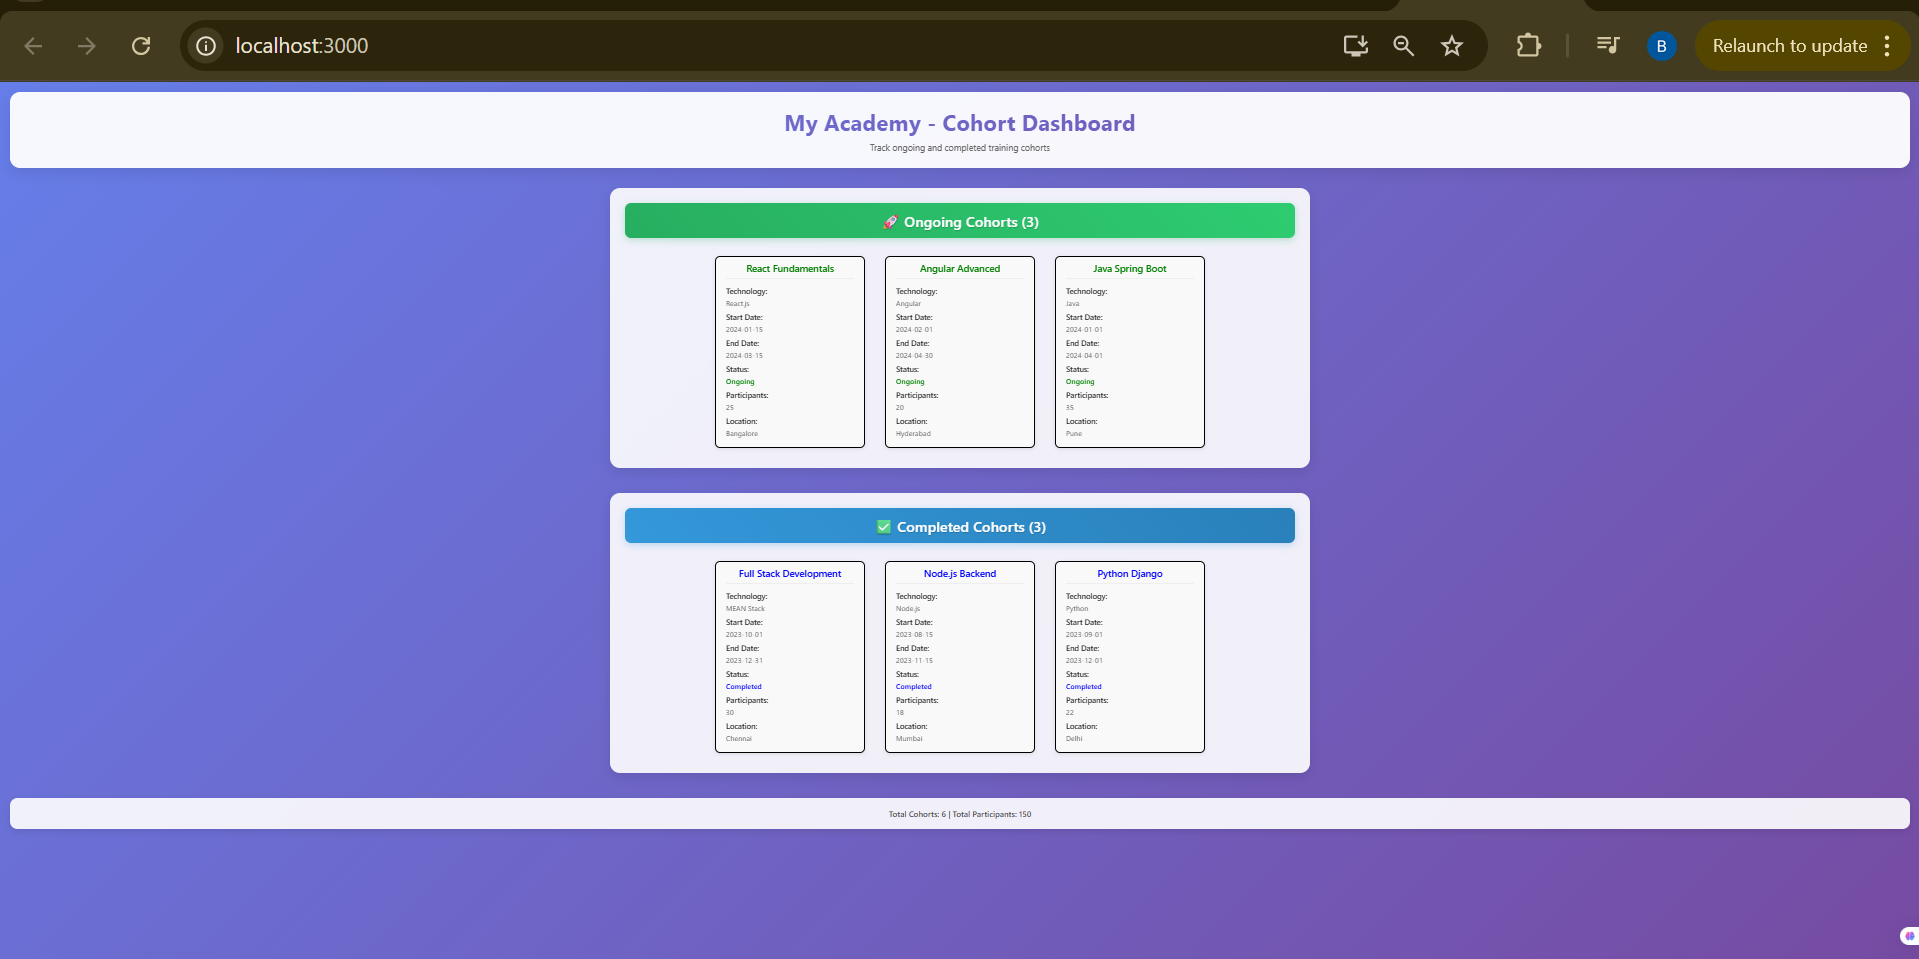 localhost:3000
B
Relaunch to update
My Academy - Cohort Dashboard
Track ongoing and completed training cohorts
🚀 Ongoing Cohorts (3)
React Fundamentals
Technology:
React.js
Start Date:
2024-01-15
End Date:
2024-03-15
Status:
Ongoing
Participants:
25
Location:
Bangalore
Angular Advanced
Technology:
Angular
Start Date:
2024-02-01
End Date:
2024-04-30
Status:
Ongoing
Participants:
20
Location:
Hyderabad
Java Spring Boot
Technology:
Java
Start Date:
2024-01-01
End Date:
2024-04-01
Status:
Ongoing
Participants:
35
Location:
Pune
✅ Completed Cohorts (3)
Full Stack Development
Technology:
MEAN Stack
Start Date:
2023-10-01
End Date:
2023-12-31
Status:
Completed
Participants:
30
Location:
Chennai
Node.js Backend
Technology:
Node.js
Start Date:
2023-08-15
End Date:
2023-11-15
Status:
Completed
Participants:
18
Location:
Mumbai
Python Django
Technology:
Python
Start Date:
2023-09-01
End Date:
2023-12-01
Status:
Completed
Participants:
22
Location:
Delhi
Total Cohorts: 6 | Total Participants: 150